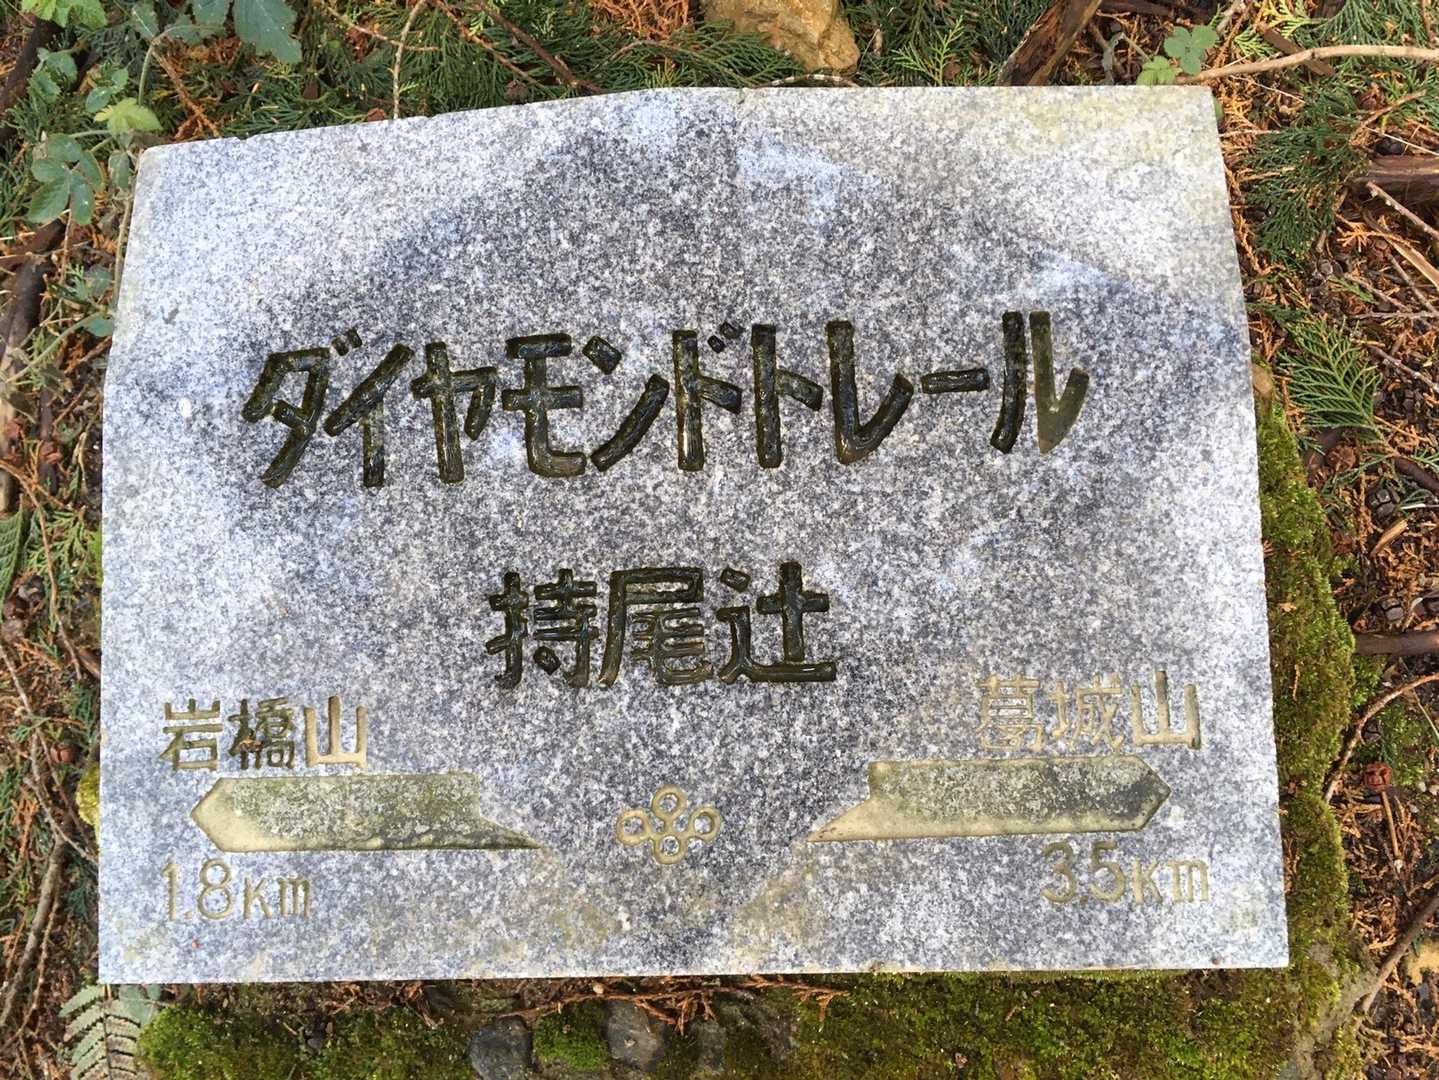 ダイヤモンドトレール
持尾辻
岩橋山
葛城山
1.8km
3.5km